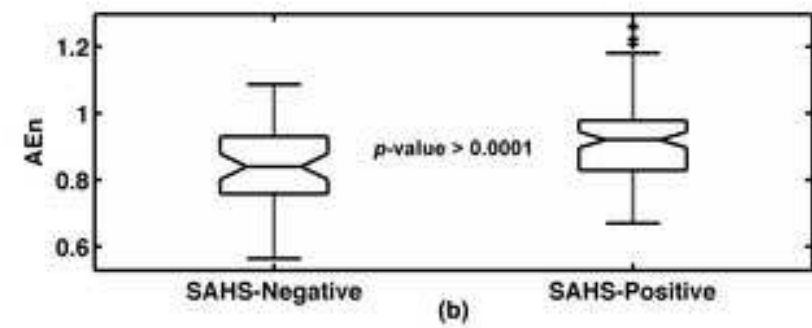 1.2
1
0.8
0.6
AEn
p-value > 0.0001
SAHS-Negative
SAHS-Positive
(b)